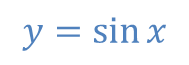 y = sin x